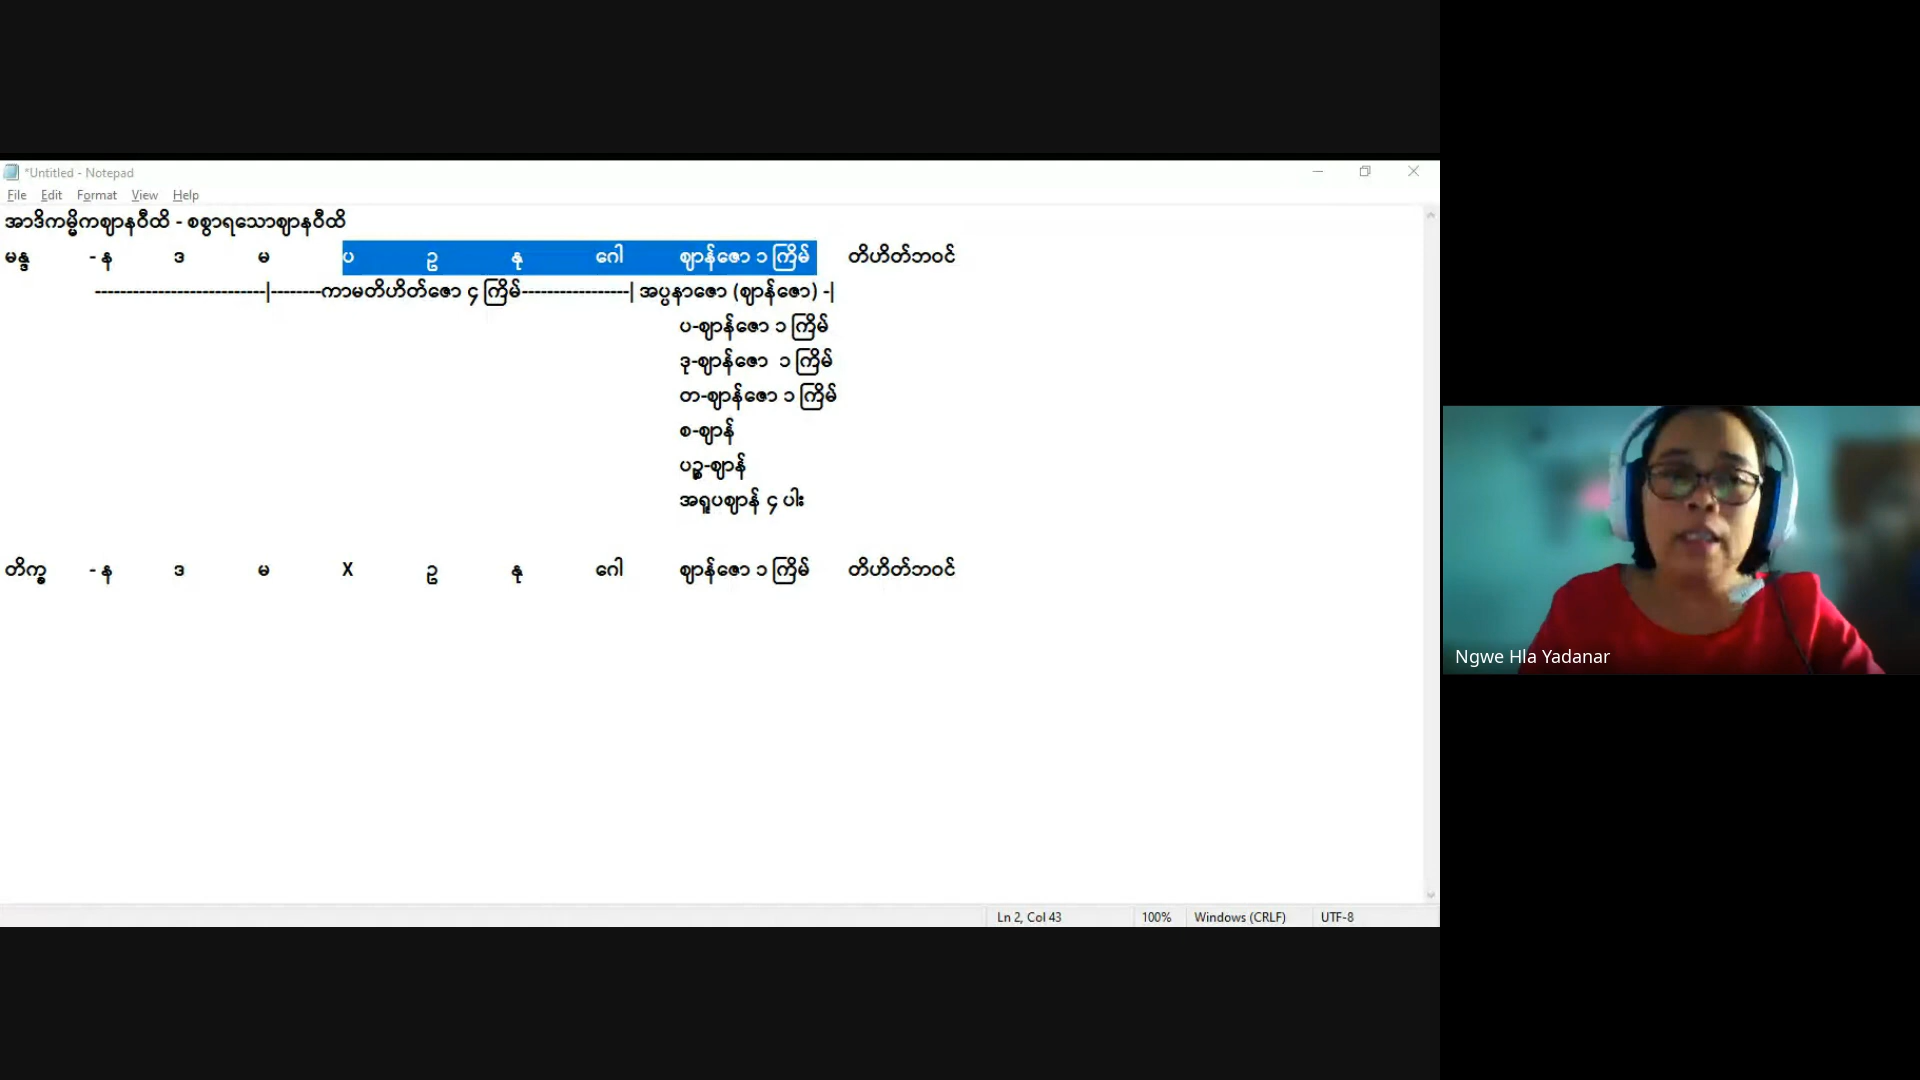 *Untitled - Notepad
File Edit Format View Help
အာဒိကမ္မိကဈာနဝီထိ - စစွာရသောဈာနဝီထိ
မန္ဒ - န ဒ မ ပ ဥ နု ဂေါ ဈာန်ဇော ၁ ကြိမ် တိဟိတ်ဘဝင်
---------------------------|--------ကာမတိဟိတ်ဇော ၄ ကြိမ်-----------------| အပ္ပနာဇော (ဈာန်ဇော) -|
ပ-ဈာန်ဇော ၁ ကြိမ်
ဒု-ဈာန်ဇော ၁ ကြိမ်
တ-ဈာန်ဇော ၁ ကြိမ်
စ-ဈာန်
ပဉ္စ-ဈာန်
အရူပဈာန် ၄ ပါး
တိက္ခ - န ဒ မ X ဥ နု ဂေါ ဈာန်ဇော ၁ ကြိမ် တိဟိတ်ဘဝင်
Ln 2, Col 43 100% Windows (CRLF) UTF-8
Ngwe Hla Yadanar